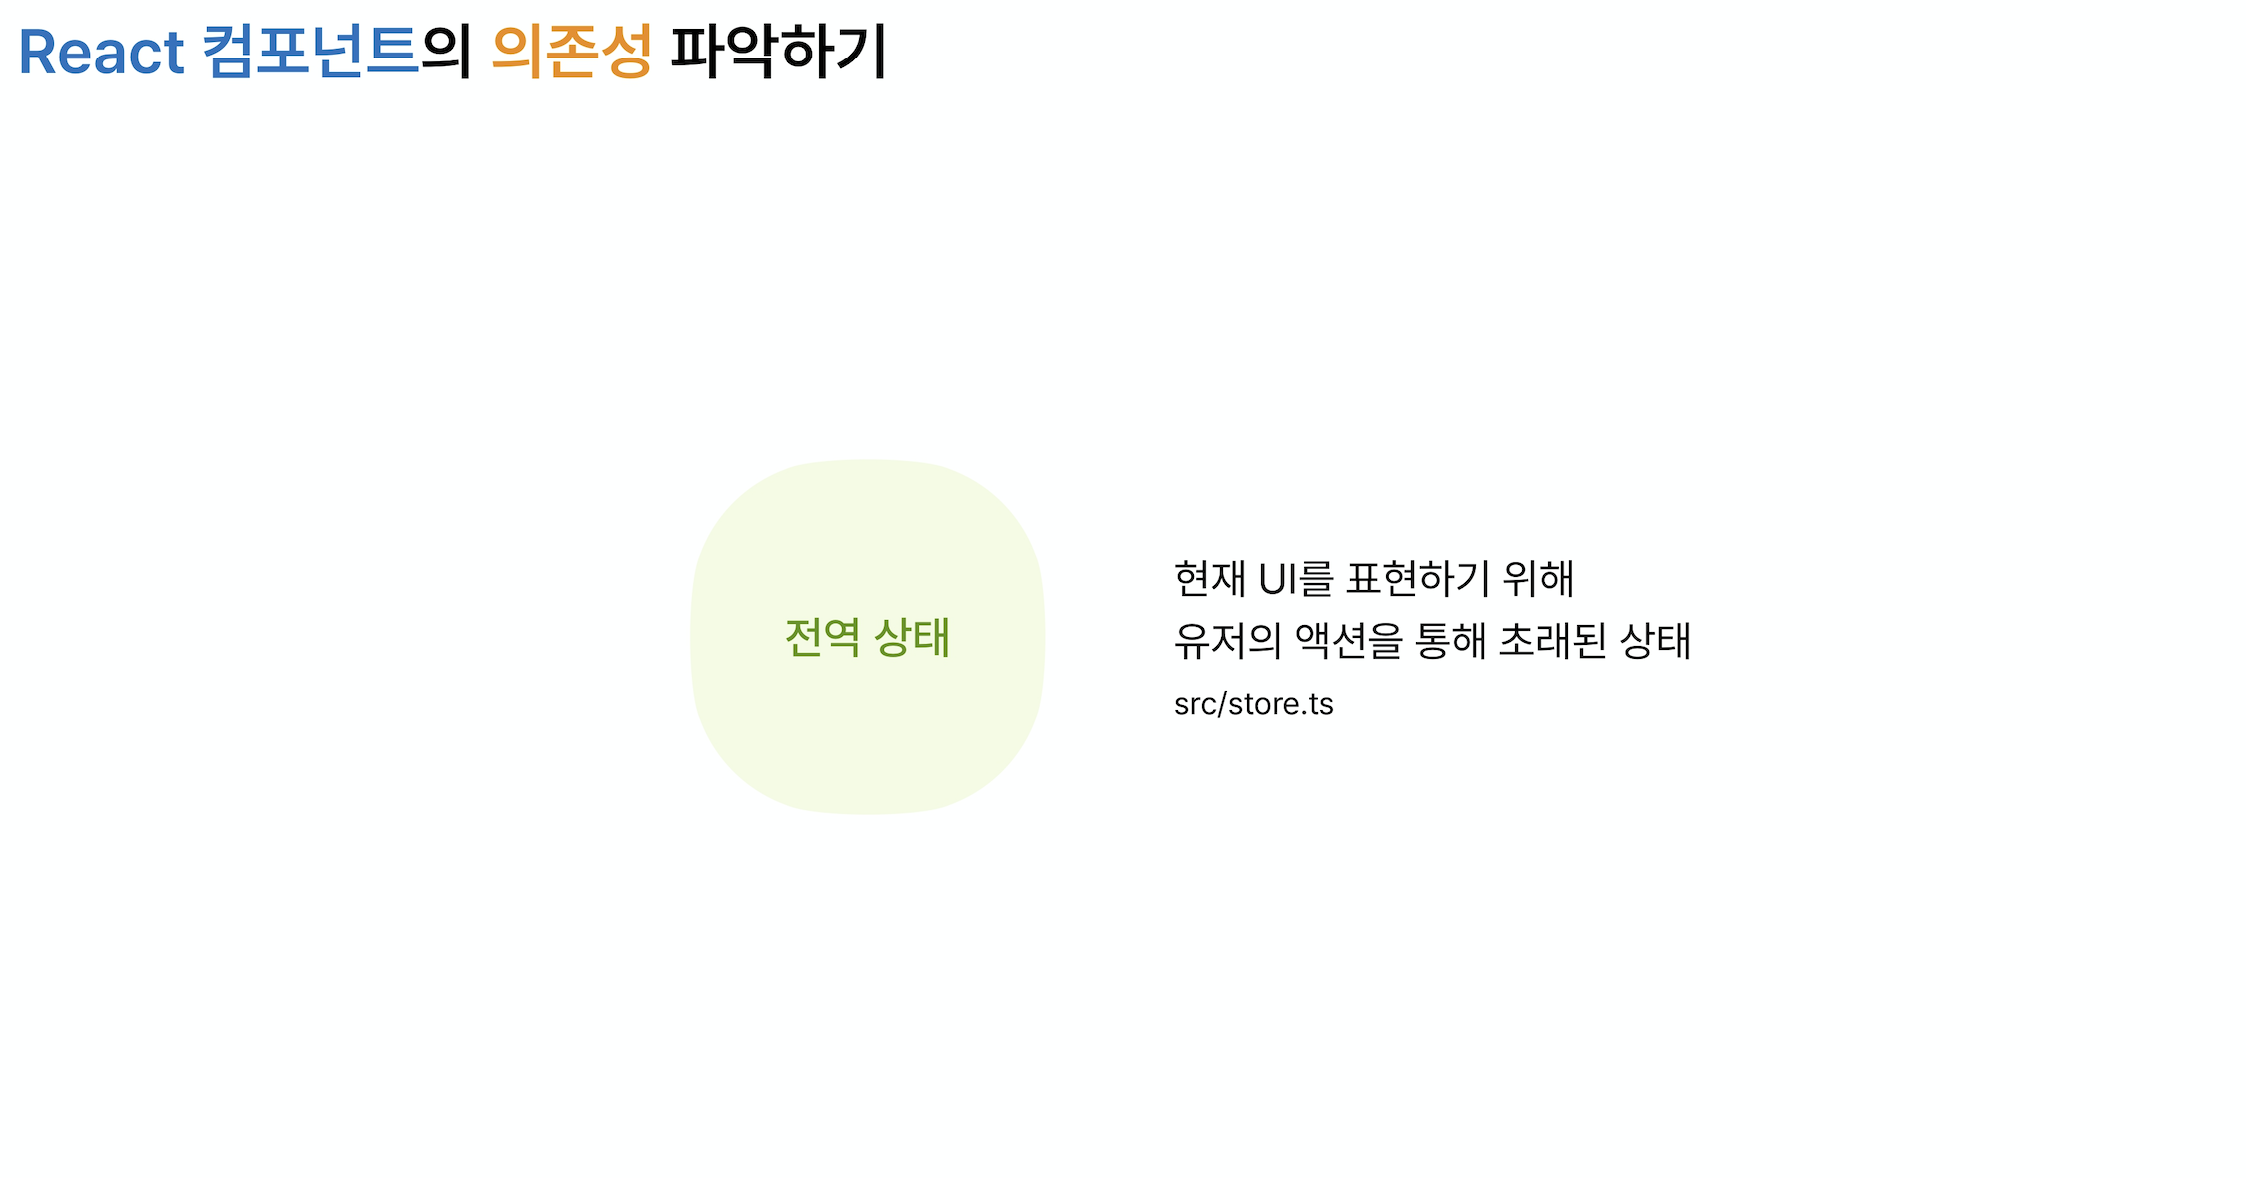 React 컴포넌트의 의존성 파악하기
전역 상태
현재 UI를 표현하기 위해
유저의 액션을 통해 초래된 상태
src/store.ts